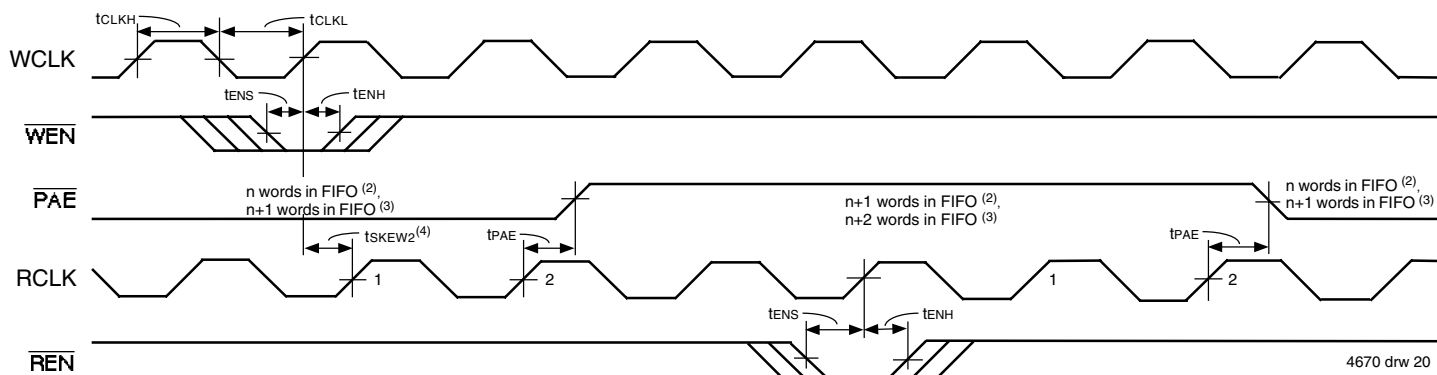 tCLKH tCLKL
WCLK
tENS tENH
WEN
PAE
n words in FIFO (2),
n+1 words in FIFO (3)
n+1 words in FIFO (2),
n+2 words in FIFO (3)
n words in FIFO (2),
n+1 words in FIFO (3)
tSKEW2(4) tPAE tPAE
RCLK 1 2 1 2
tENS tENH
REN
4670 drw 20